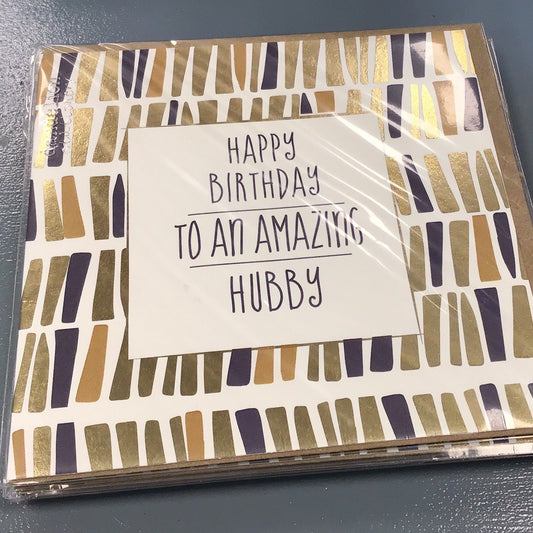 HAPPY
BIRTHDAY
TO AN AMAZING
HUBBY